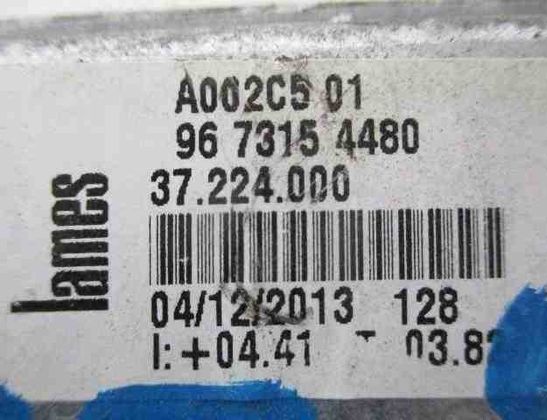 A002C5 01
96 7315 4480
37.224.000
lames
04/12/2013 128
I: +04.41